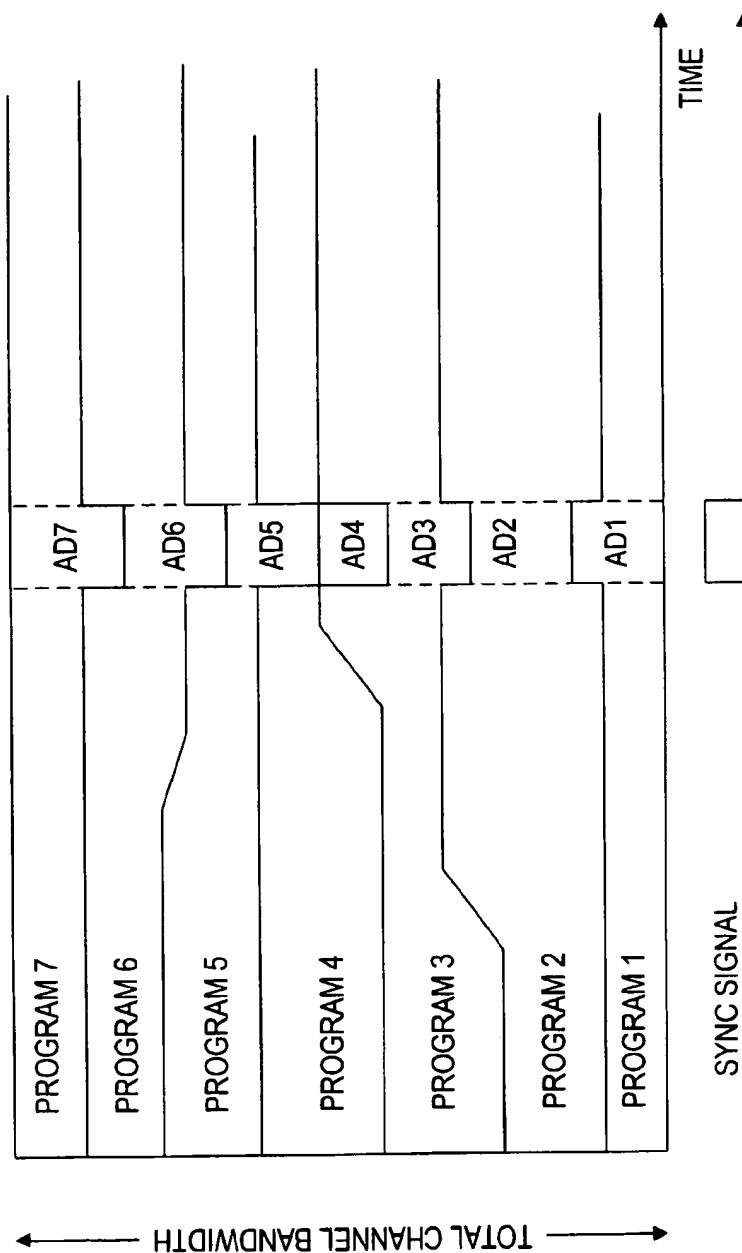 TOTAL CHANNEL BANDWIDTH
PROGRAM 7
PROGRAM 6
PROGRAM 5
PROGRAM 4
PROGRAM 3
PROGRAM 2
PROGRAM 1
AD7
AD6
AD5
AD4
AD3
AD2
AD1
TIME
SYNC SIGNAL